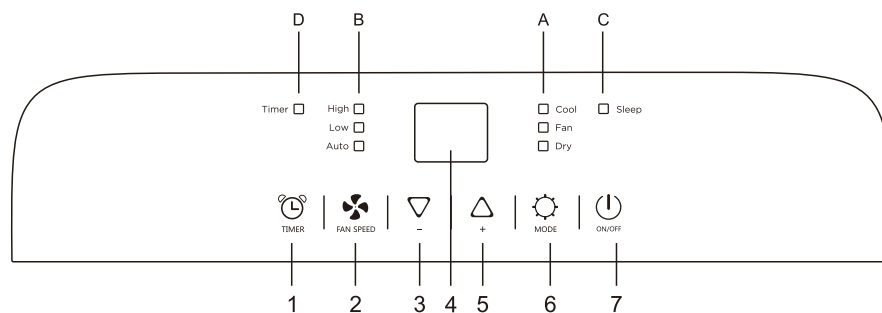 D B A C
Timer High Cool Sleep
Low Fan
Auto Dry
TIMER FAN SPEED − + MODE ON/OFF
1 2 3 4 5 6 7